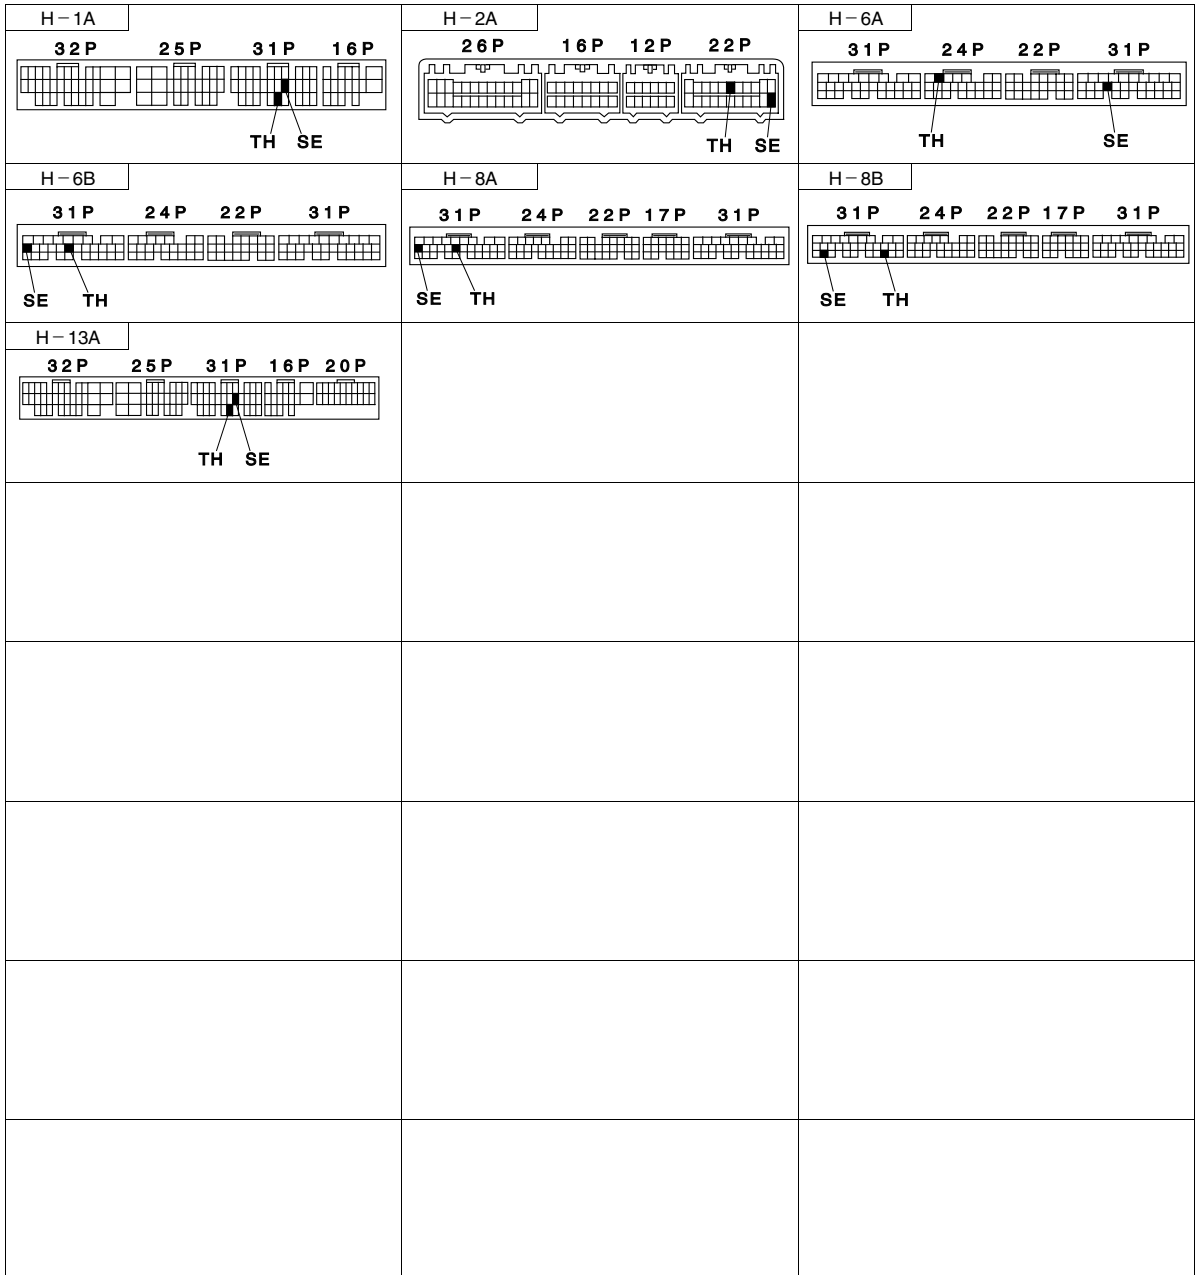 H－1A
32P 25P 31P 16P
TH SE
H－2A
26P 16P 12P 22P
TH SE
H－6A
31P 24P 22P 31P
TH SE
H－6B
31P 24P 22P 31P
SE TH
H－8A
31P 24P 22P 17P 31P
SE TH
H－8B
31P 24P 22P 17P 31P
SE TH
H－13A
32P 25P 31P 16P 20P
TH SE